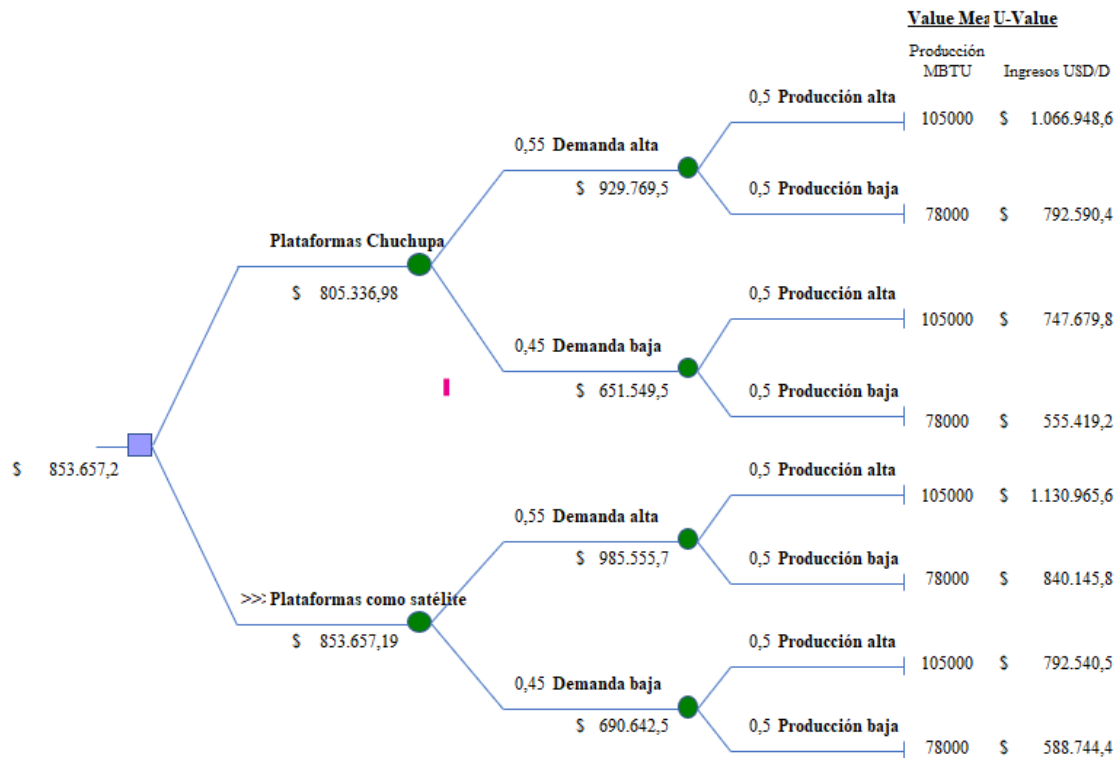 Value Mea U-Value
Producción
MBTU Ingresos USD/D
0,5 Producción alta
105000 $ 1.066.948,6
0,55 Demanda alta
$ 929.769,5
0,5 Producción baja
78000 $ 792.590,4
Plataformas Chuchupa
$ 805.336,98
0,5 Producción alta
105000 $ 747.679,8
0,45 Demanda baja
$ 651.549,5
0,5 Producción baja
78000 $ 555.419,2
$ 853.657,2
0,5 Producción alta
105000 $ 1.130.965,6
0,55 Demanda alta
$ 985.555,7
0,5 Producción baja
78000 $ 840.145,8
>>> Plataformas como satélite
$ 853.657,19
0,5 Producción alta
105000 $ 792.540,5
0,45 Demanda baja
$ 690.642,5
0,5 Producción baja
78000 $ 588.744,4